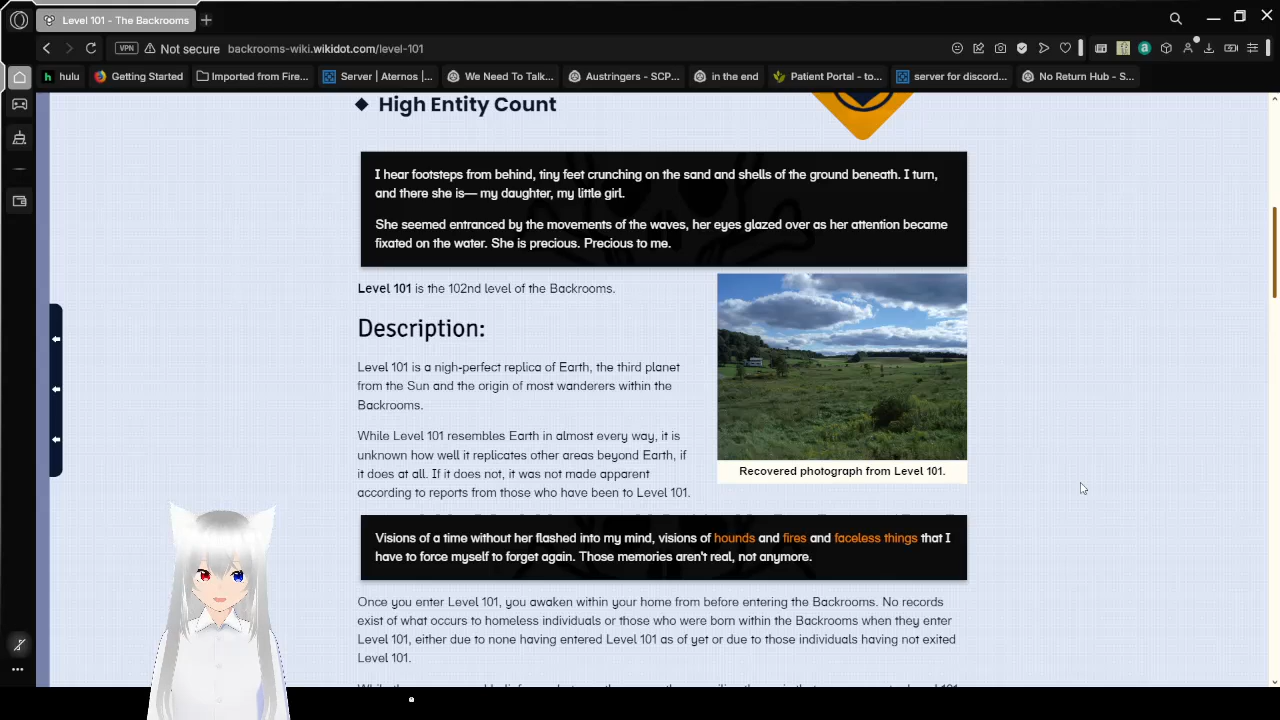 Level 101 - The Backrooms
VPN Not secure backrooms-wiki.wikidot.com/level-101
hulu Getting Started Imported from Fire... Server | Aternos |... We Need To Talk... Austringers - SCP... in the end Patient Portal - to... server for discord... No Return Hub - S...
High Entity Count
I hear footsteps from behind, tiny feet crunching on the sand and shells of the ground beneath. I turn,
and there she is— my daughter, my little girl.
She seemed entranced by the movements of the waves, her eyes glazed over as her attention became
fixated on the water. She is precious. Precious to me.
Level 101 is the 102nd level of the Backrooms.
Description:
Level 101 is a nigh-perfect replica of Earth, the third planet
from the Sun and the origin of most wanderers within the
Backrooms.
While Level 101 resembles Earth in almost every way, it is
unknown how well it replicates other areas beyond Earth, if
it does at all. If it does not, it was not made apparent
according to reports from those who have been to Level 101.
Recovered photograph from Level 101.
Visions of a time without her flashed into my mind, visions of hounds and fires and faceless things that I
have to force myself to forget again. Those memories aren't real, not anymore.
Once you enter Level 101, you awaken within your home from before entering the Backrooms. No records
exist of what occurs to homeless individuals or those who were born within the Backrooms when they enter
Level 101, either due to none having entered Level 101 as of yet or due to those individuals having not exited
Level 101.